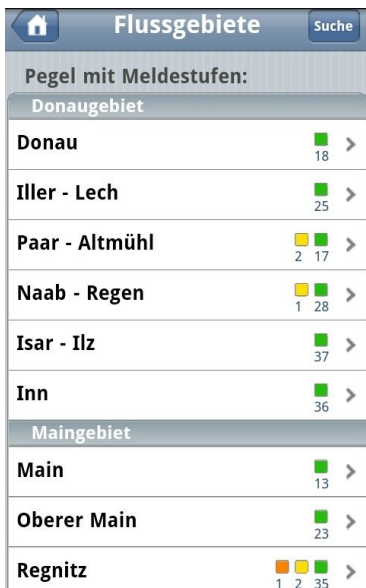 Flussgebiete
Suche
Pegel mit Meldestufen:
Donaugebiet
Donau
18
Iller - Lech
25
Paar - Altmühl
2 17
Naab - Regen
1 28
Isar - Ilz
37
Inn
36
Maingebiet
Main
13
Oberer Main
23
Regnitz
1 2 35